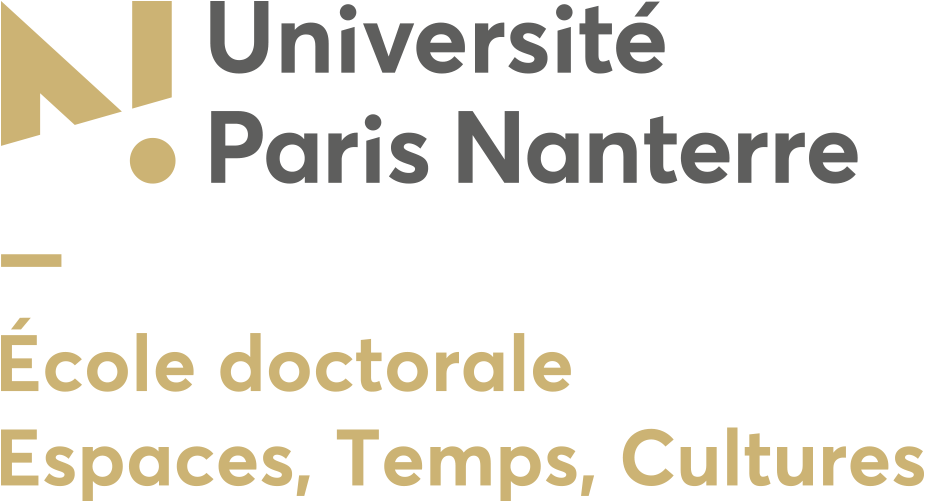 Université
Paris Nanterre
École doctorale
Espaces, Temps, Cultures